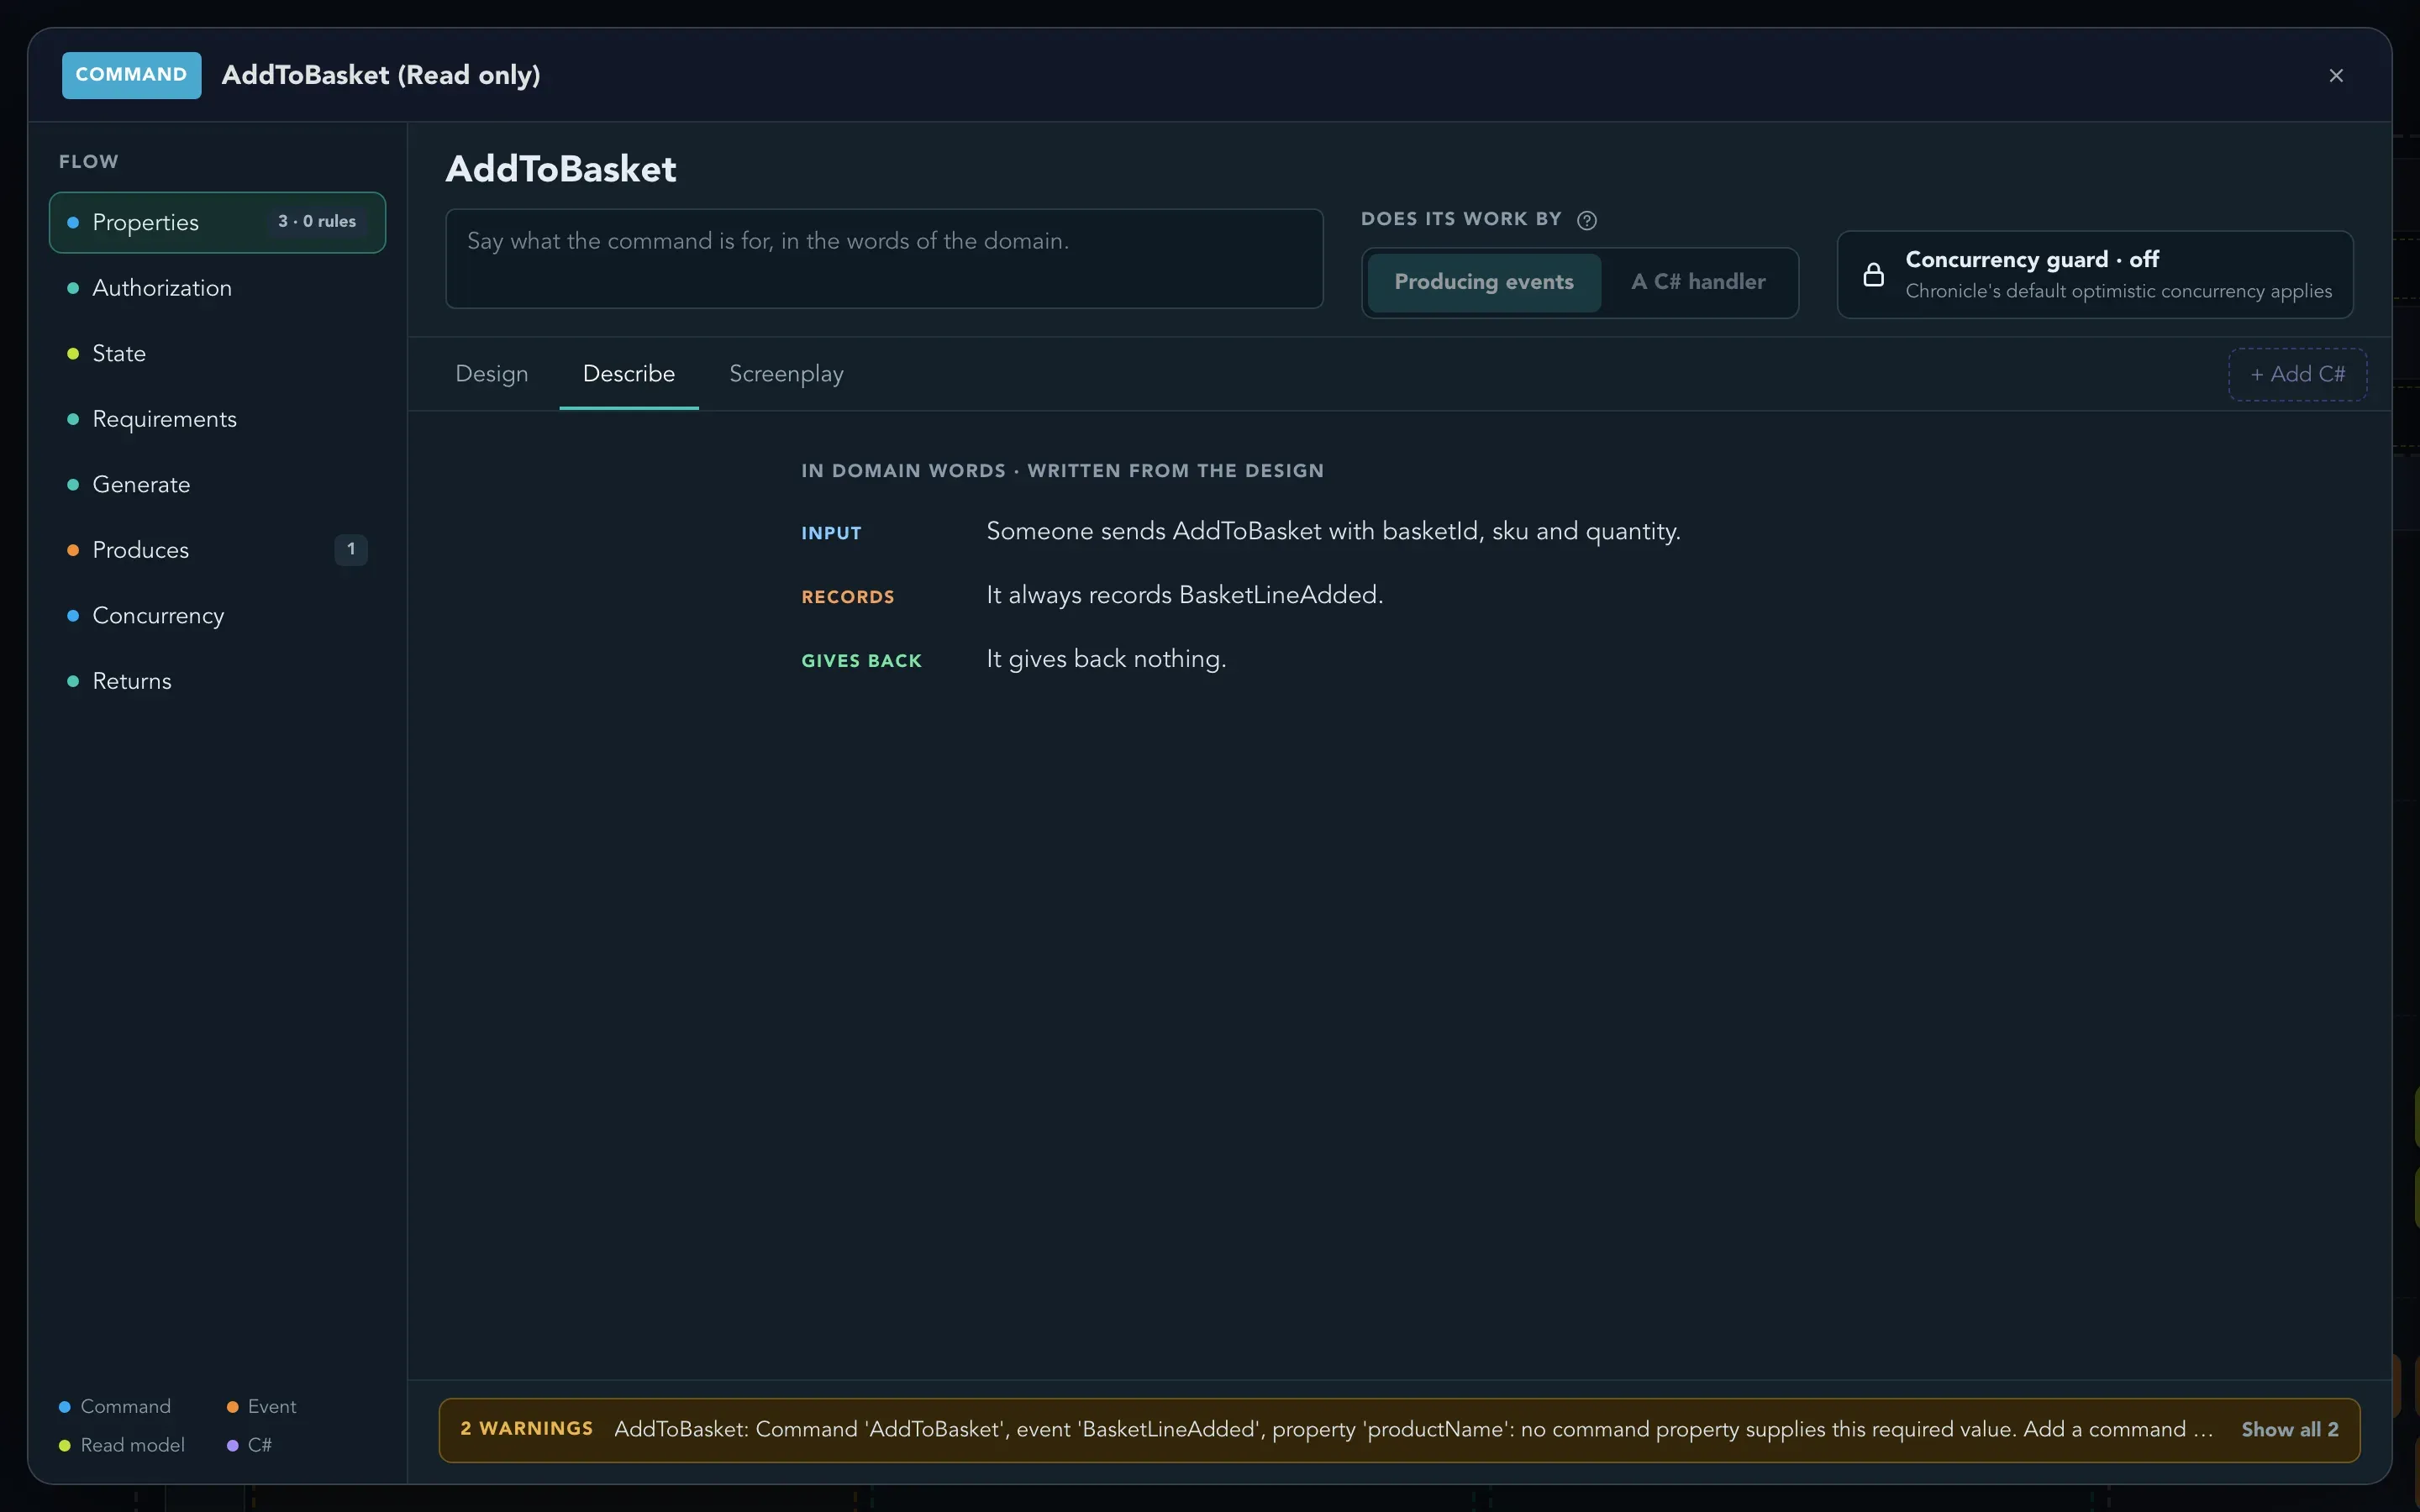 COMMAND AddToBasket (Read only)
FLOW
Properties 3 · 0 rules
Authorization
State
Requirements
Generate
Produces 1
Concurrency
Returns
Command Event
Read model C#
AddToBasket
Say what the command is for, in the words of the domain.
DOES ITS WORK BY
Producing events A C# handler
Concurrency guard · off
Chronicle's default optimistic concurrency applies
Design Describe Screenplay + Add C#
IN DOMAIN WORDS · WRITTEN FROM THE DESIGN
INPUT Someone sends AddToBasket with basketId, sku and quantity.
RECORDS It always records BasketLineAdded.
GIVES BACK It gives back nothing.
2 WARNINGS AddToBasket: Command 'AddToBasket', event 'BasketLineAdded', property 'productName': no command property supplies this required value. Add a command … Show all 2